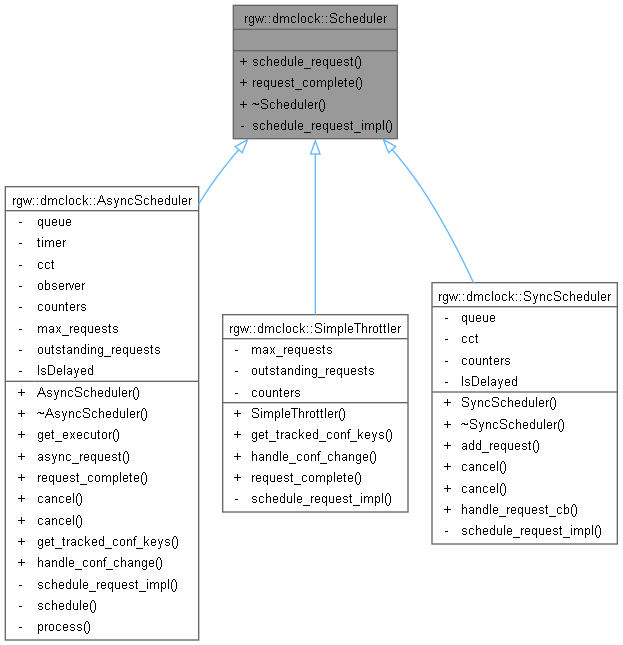 rgw::dmclock::Scheduler
+ schedule_request()
+ request_complete()
+ ~Scheduler()
- schedule_request_impl()
rgw::dmclock::AsyncScheduler
- queue
- timer
- cct
- observer
- counters
- max_requests
- outstanding_requests
- IsDelayed
+ AsyncScheduler()
+ ~AsyncScheduler()
+ get_executor()
+ async_request()
+ request_complete()
+ cancel()
+ cancel()
+ get_tracked_conf_keys()
+ handle_conf_change()
- schedule_request_impl()
- schedule()
- process()
rgw::dmclock::SimpleThrottler
- max_requests
- outstanding_requests
- counters
+ SimpleThrottler()
+ get_tracked_conf_keys()
+ handle_conf_change()
+ request_complete()
- schedule_request_impl()
rgw::dmclock::SyncScheduler
- queue
- cct
- counters
- IsDelayed
+ SyncScheduler()
+ ~SyncScheduler()
+ add_request()
+ cancel()
+ cancel()
+ handle_request_cb()
- schedule_request_impl()